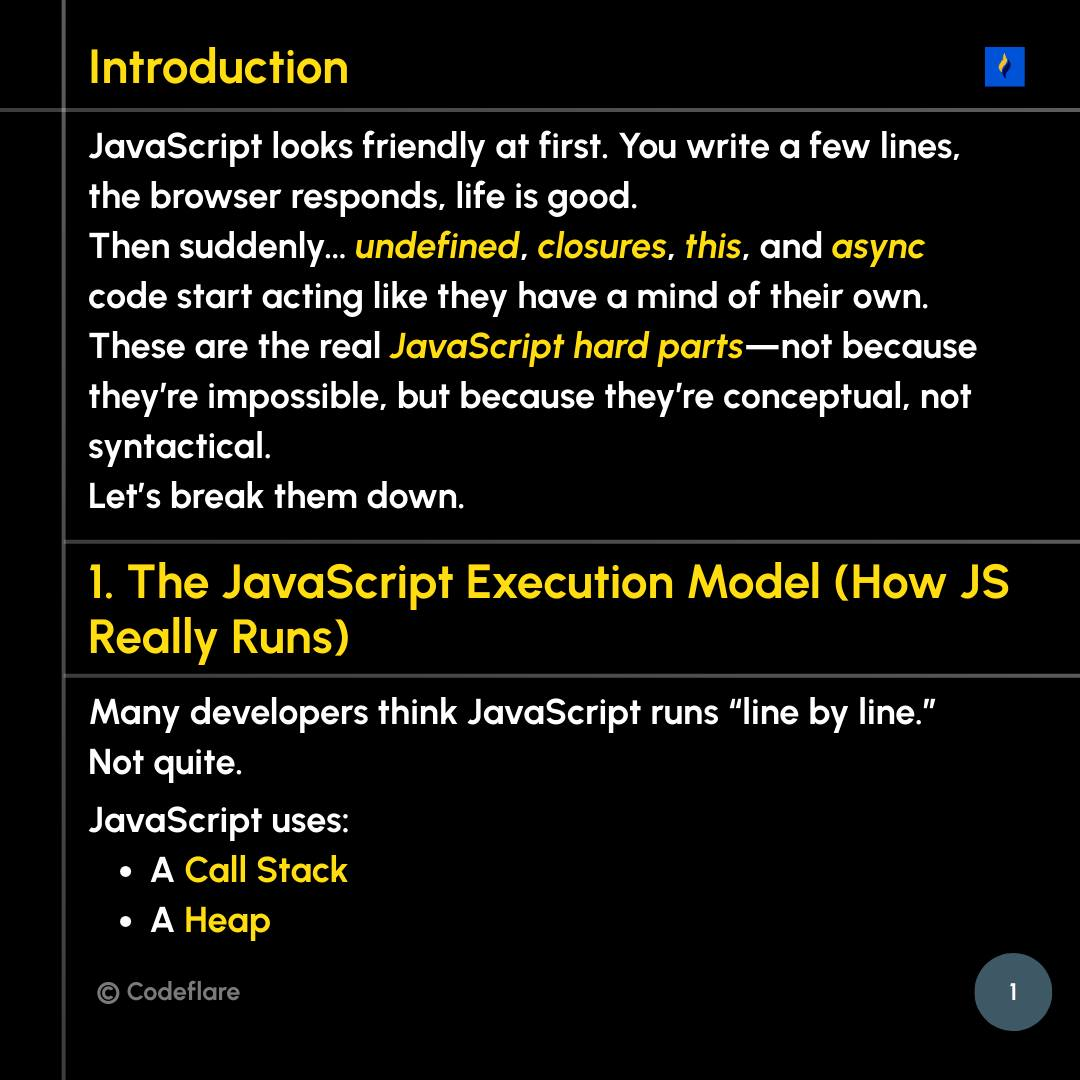 Introduction
JavaScript looks friendly at first. You write a few lines,
the browser responds, life is good.
Then suddenly... undefined, closures, this, and async
code start acting like they have a mind of their own.
These are the real JavaScript hard parts—not because
they’re impossible, but because they’re conceptual, not
syntactical.
Let’s break them down.
1. The JavaScript Execution Model (How JS
Really Runs)
Many developers think JavaScript runs “line by line.”
Not quite.
JavaScript uses:
• A Call Stack
• A Heap
© Codeflare
1